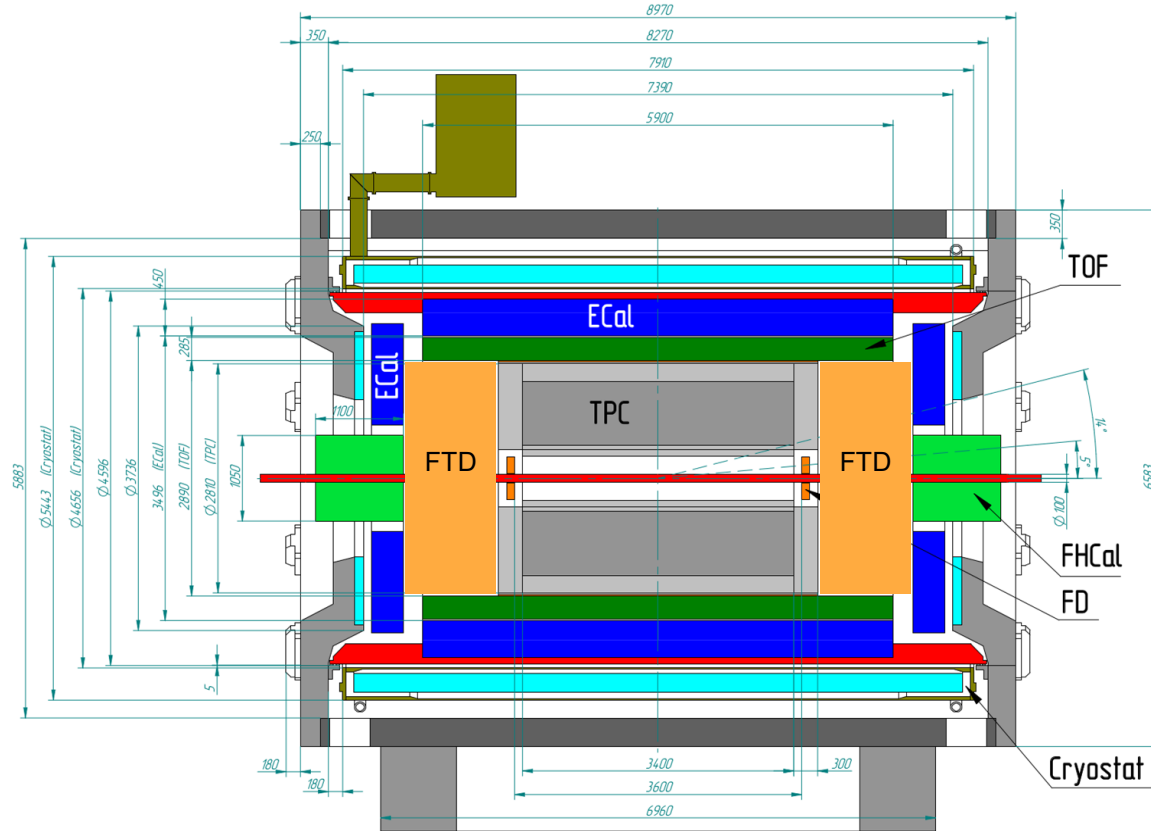 8970
350
8270
7910
7390
5900
250
350
450
TOF
ECal
285
ECal
TPC
1100
14°
FTD
FTD
5°
5883
Ø5443 (Cryostat)
Ø4656 (Cryostat)
Ø4596
Ø3736
3496 (ECal)
2890 (TOF)
Ø2810 (TPC)
1050
Ø100
6583
FHCal
FD
5
Cryostat
180
180
3400
300
3600
6960